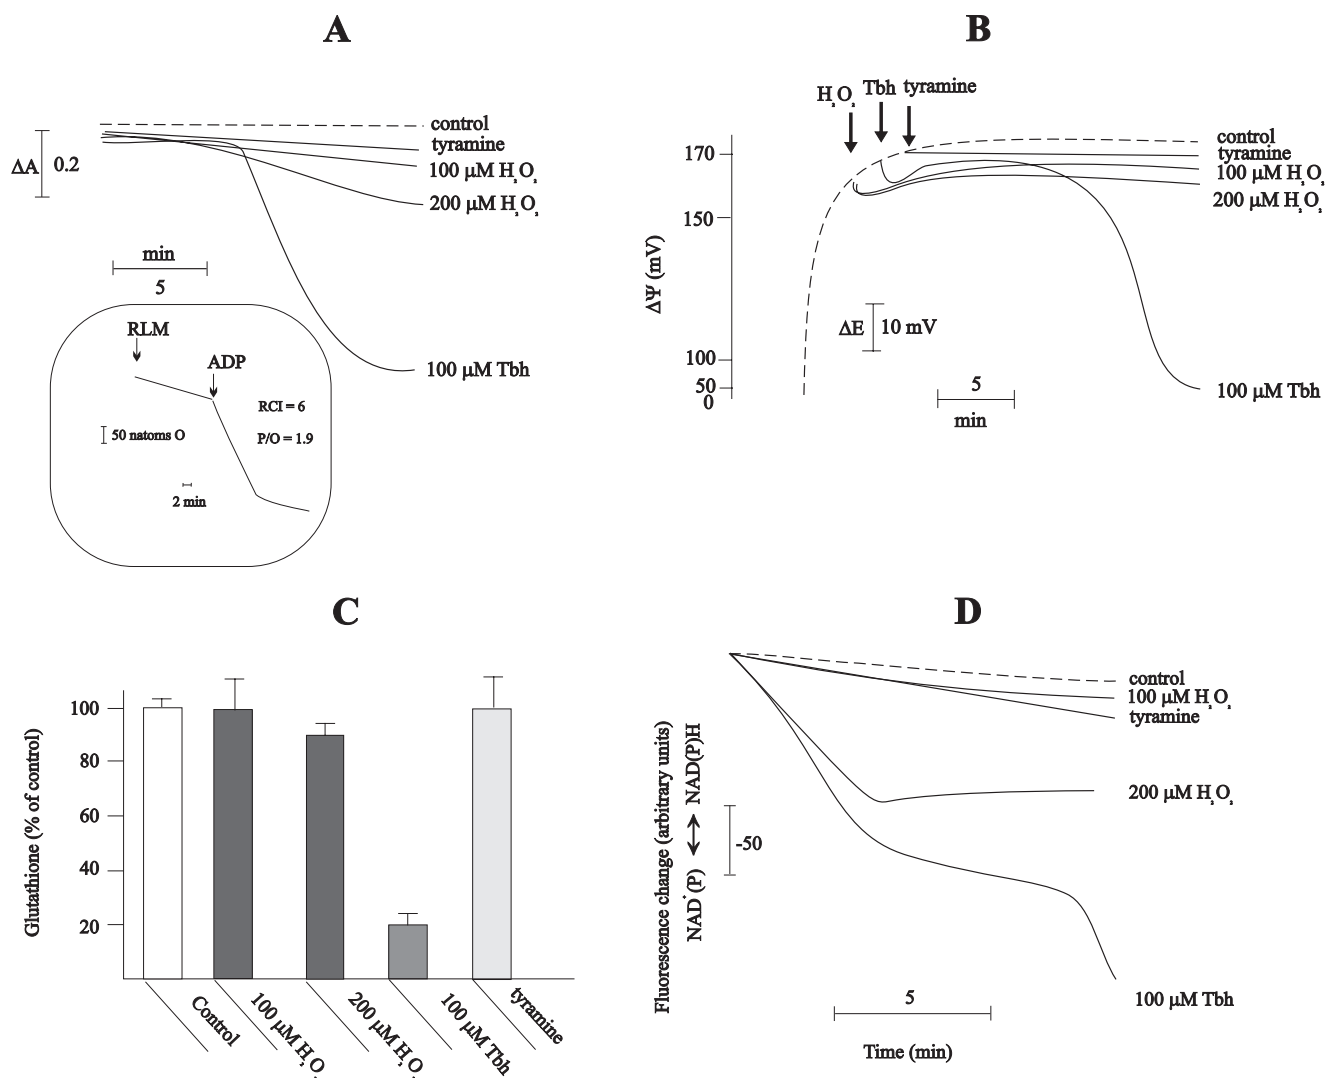 A
control
tyramine
100 μM H₂O₂
200 μM H₂O₂
ΔA
0.2
min
5
100 μM Tbh
RLM
ADP
RCI = 6
P/O = 1.9
50 natoms O
2 min
B
H₂O₂
Tbh
tyramine
control
tyramine
100 μM H₂O₂
200 μM H₂O₂
170
150
100
50
0
ΔΨ (mV)
ΔE
10 mV
5
min
100 μM Tbh
C
Glutathione (% of control)
100
80
60
40
20
Control
100 μM H₂O₂
200 μM H₂O₂
100 μM Tbh
tyramine
D
control
100 μM H₂O₂
tyramine
200 μM H₂O₂
100 μM Tbh
Fluorescence change (arbitrary units)
NAD⁺(P) ↔ NAD(P)H
-50
5
Time (min)